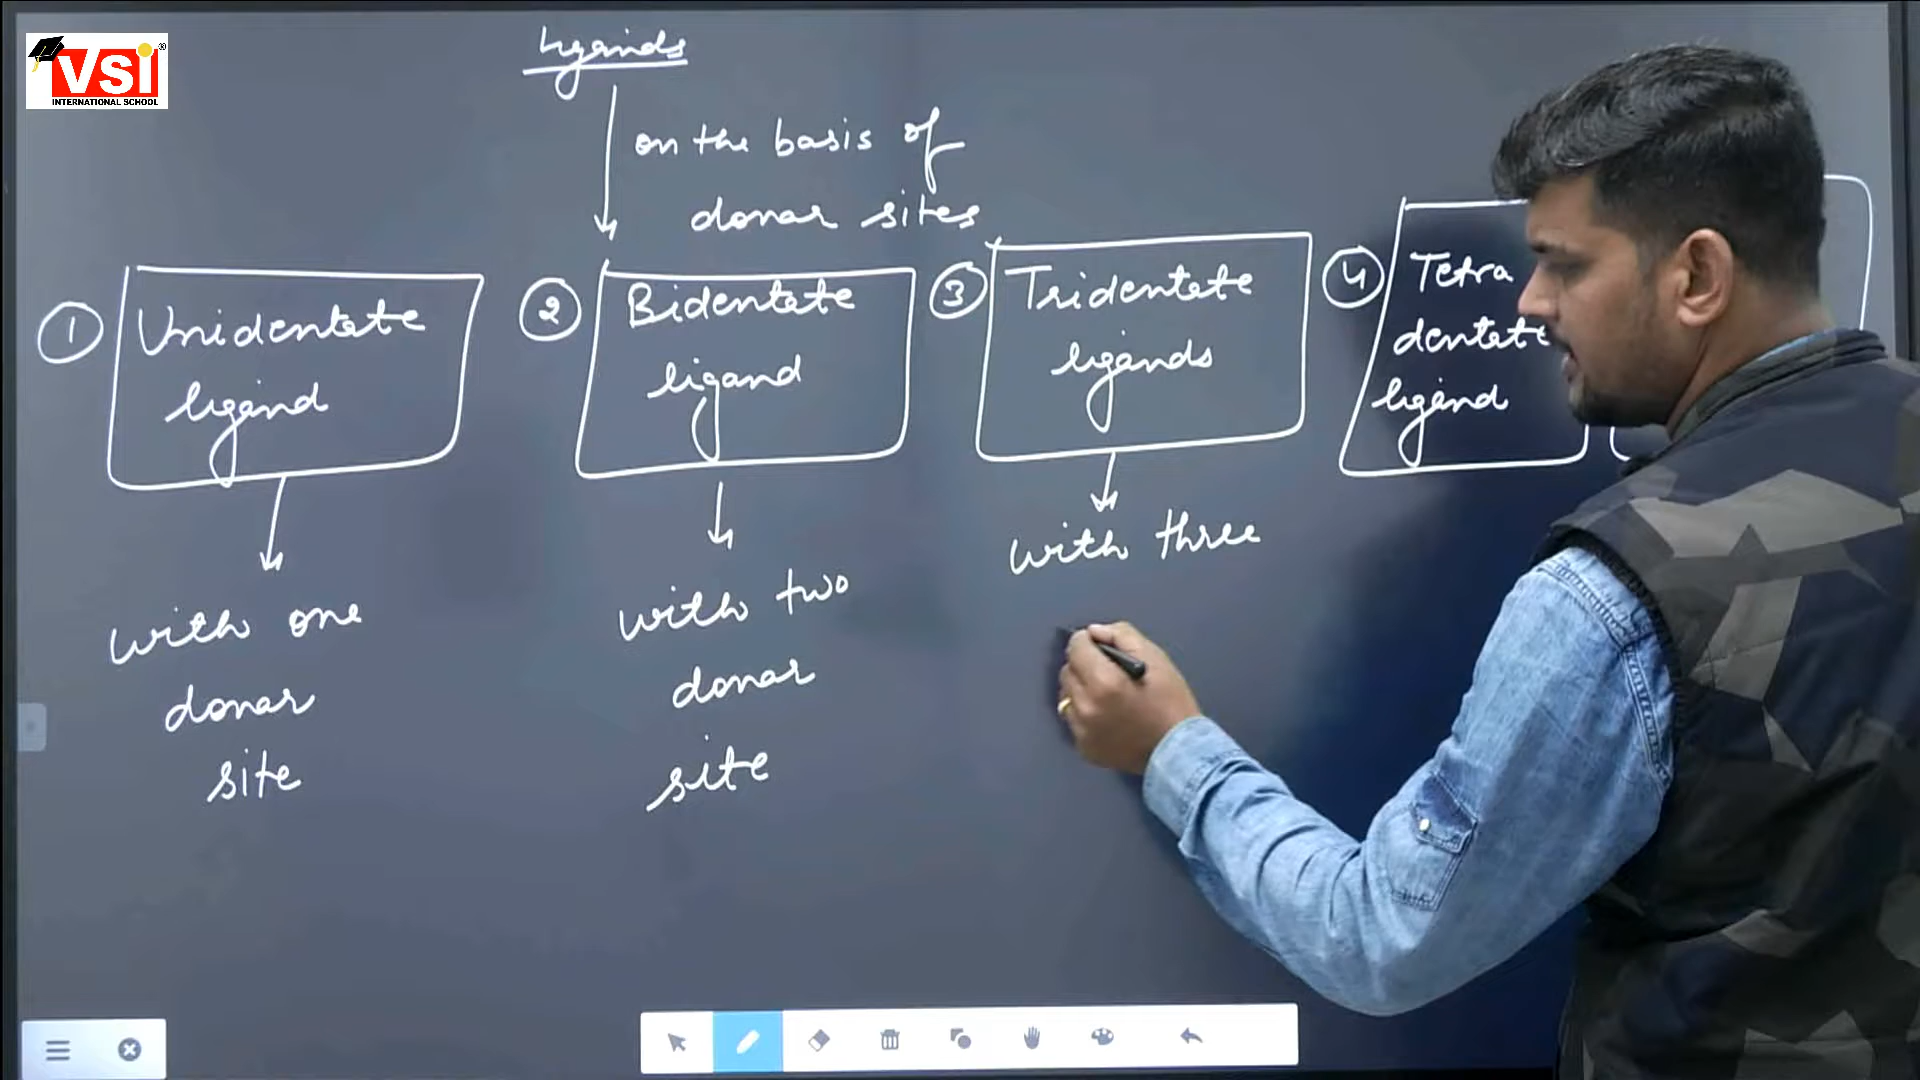 VSI
INTERNATIONAL SCHOOL
Ligands
on the basis of
donar sites
1
Unidentate
ligand
with one
donar
site
2
Bidentate
ligand
with two
donar
site
3
Tridentate
ligands
with three
4
Tetra
dentate
ligand